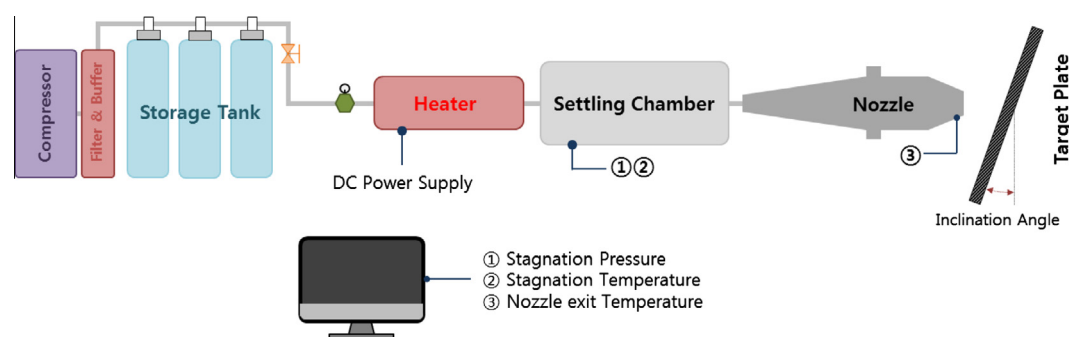 Compressor
Filter & Buffer
Storage Tank
Heater
Settling Chamber
Nozzle
Target Plate
DC Power Supply
①②
③
Inclination Angle
① Stagnation Pressure
② Stagnation Temperature
③ Nozzle exit Temperature